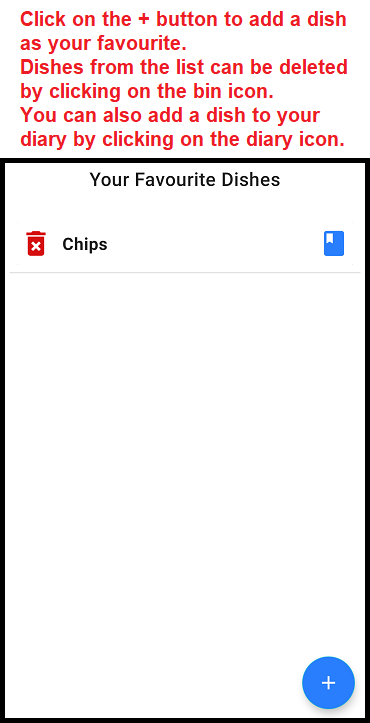 Click on the + button to add a dish
as your favourite.
Dishes from the list can be deleted
by clicking on the bin icon.
You can also add a dish to your
diary by clicking on the diary icon.
Your Favourite Dishes
Chips
+